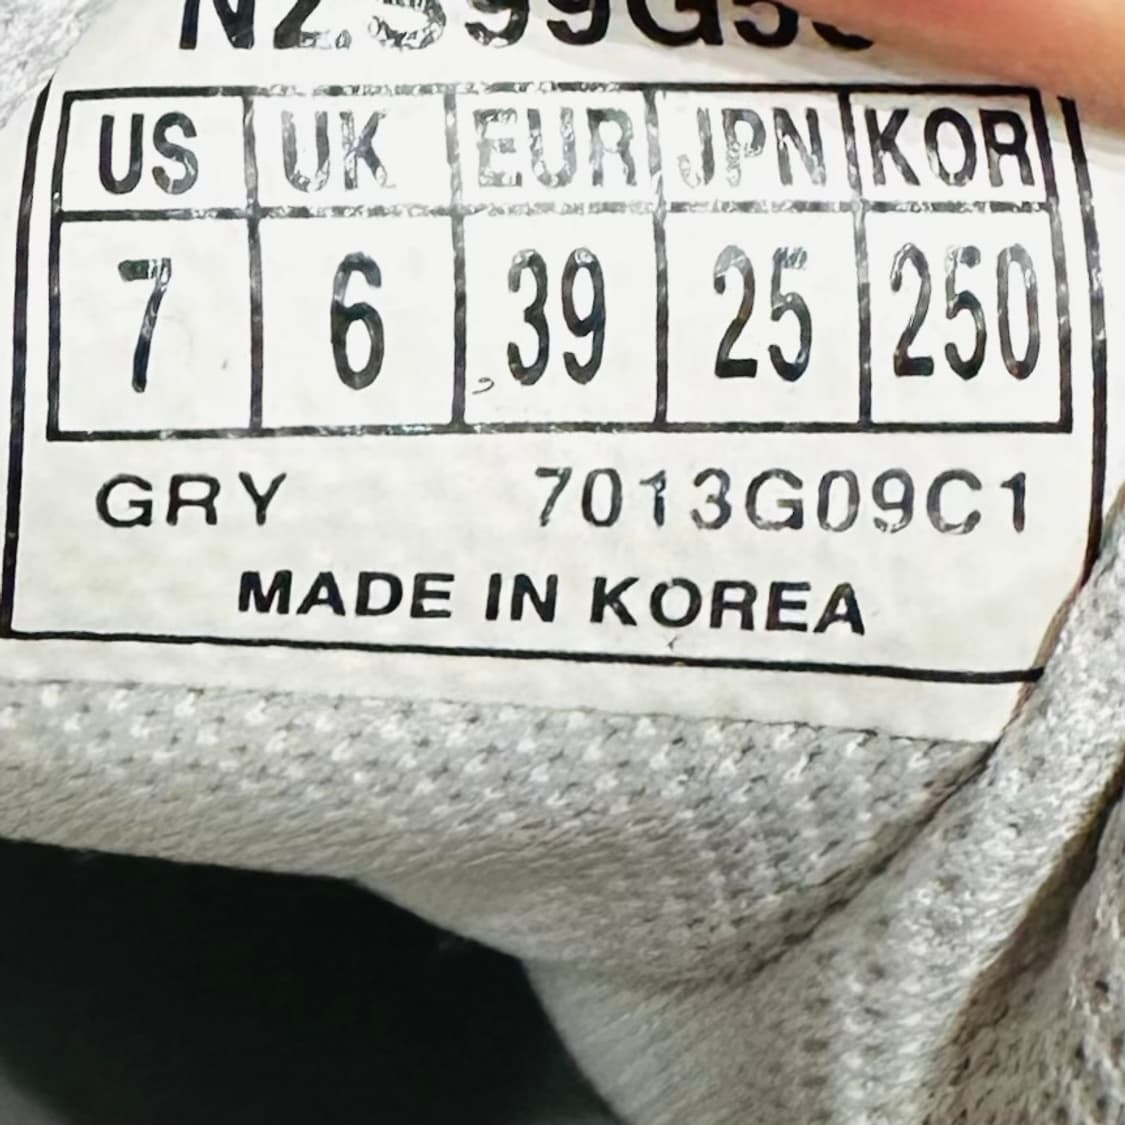 US UK EUR JPN KOR
7 6 39 25 250
GRY 7013G09C1
MADE IN KOREA